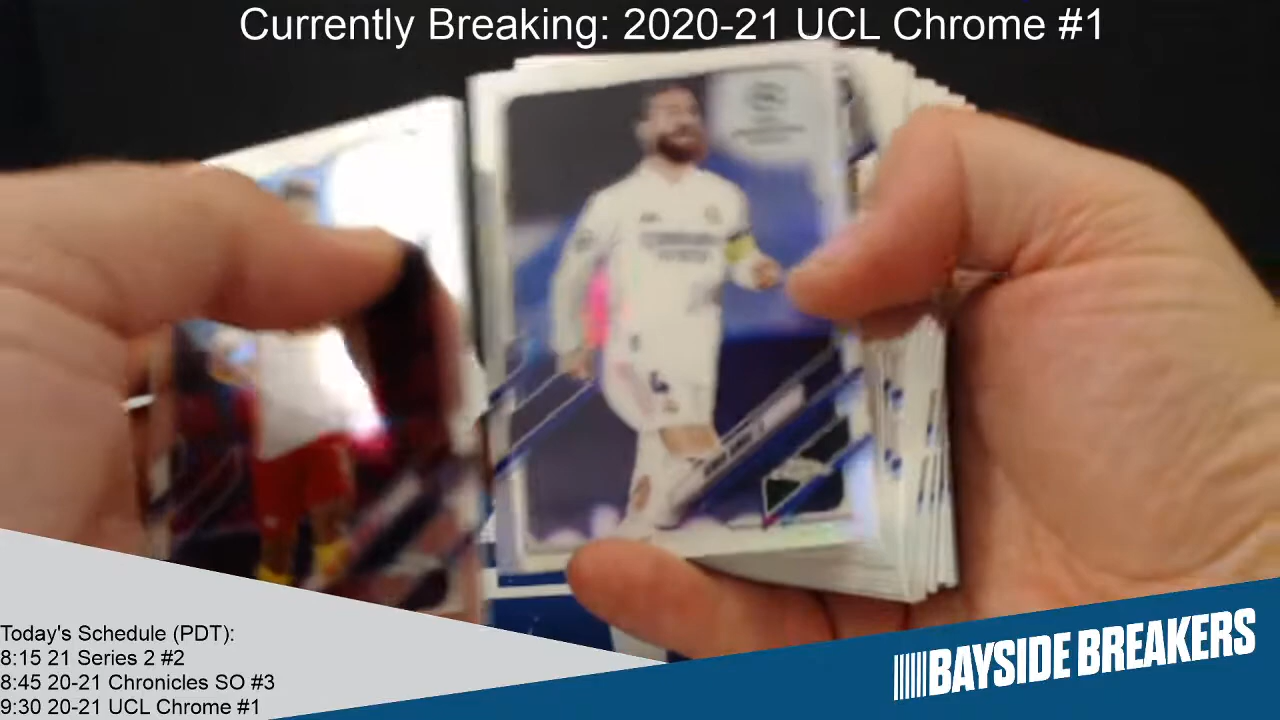 Currently Breaking: 2020-21 UCL Chrome #1
Today's Schedule (PDT):
8:15 21 Series 2 #2
8:45 20-21 Chronicles SO #3
9:30 20-21 UCL Chrome #1
BAYSIDE BREAKERS